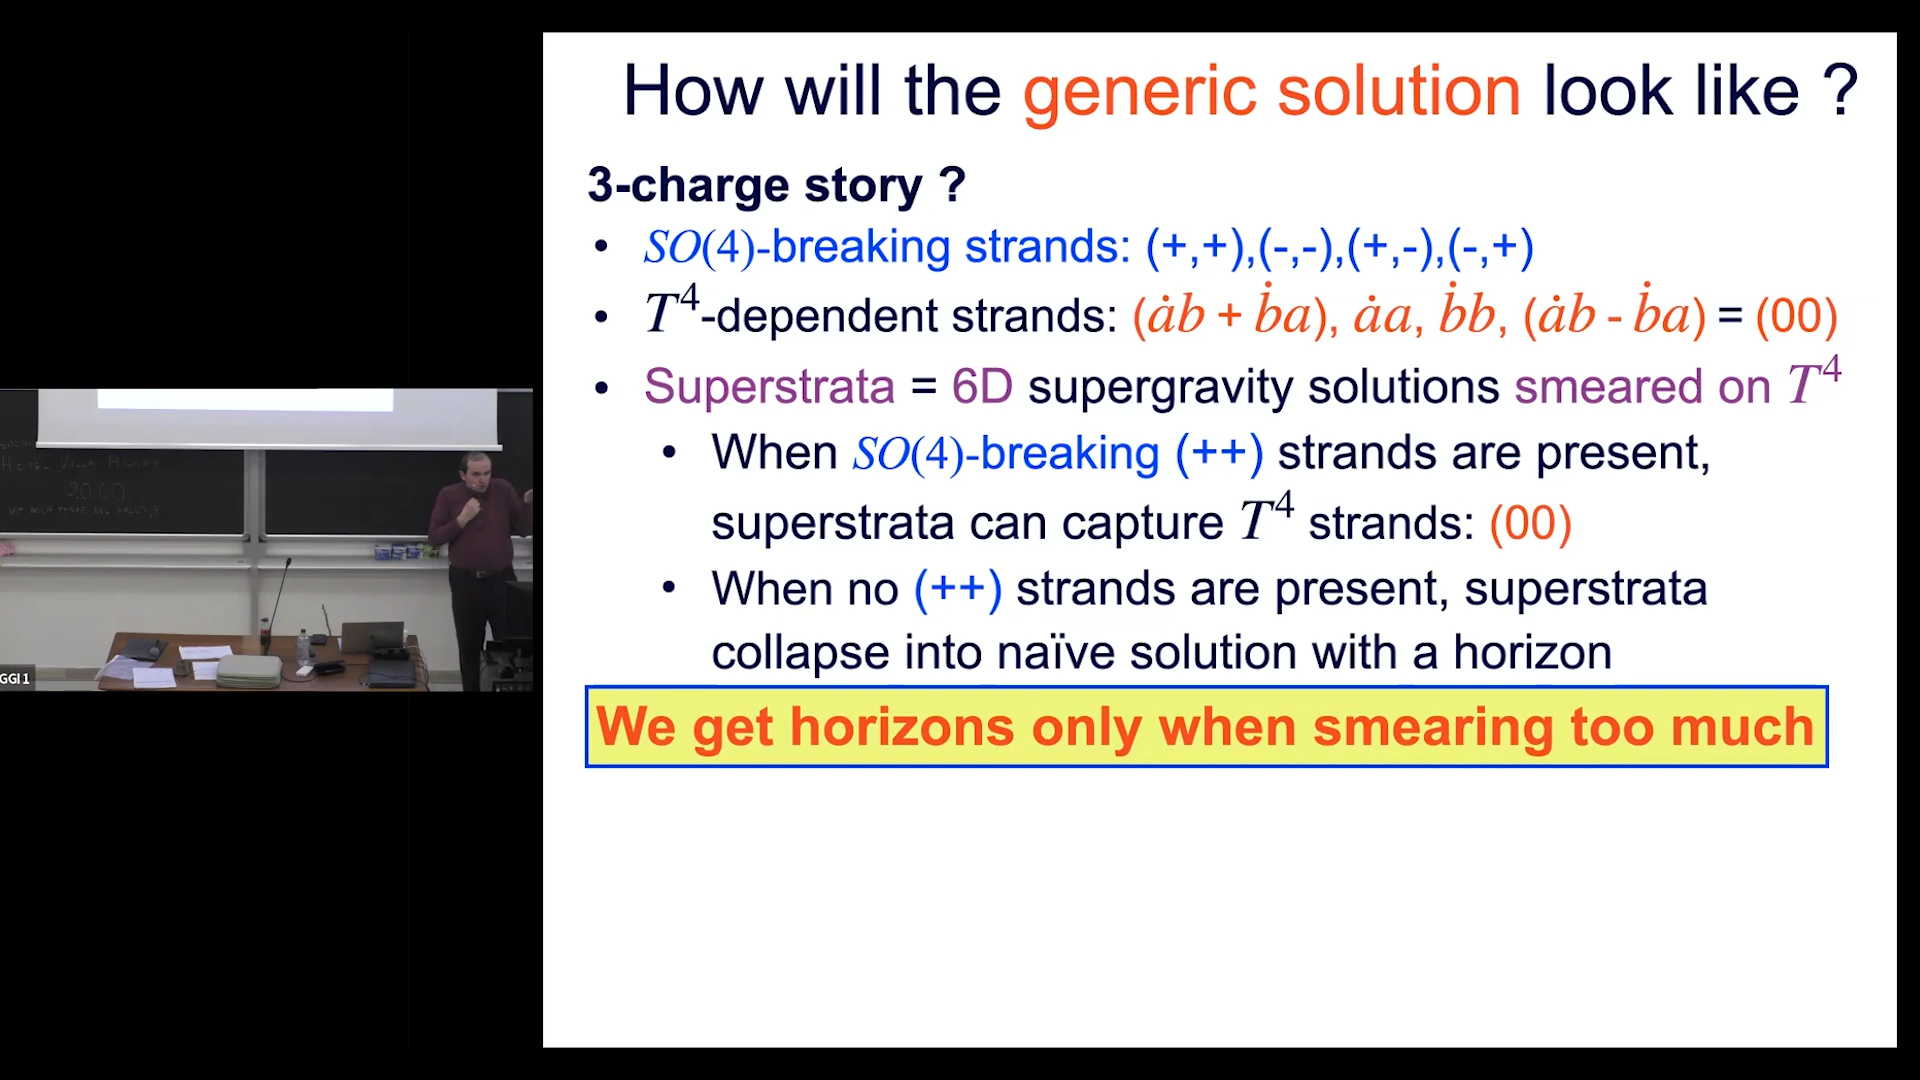 How will the generic solution look like ?
3-charge story ?
• SO(4)-breaking strands: (+,+),(-,-),(+,-),(-,+)
• T⁴-dependent strands: (ȧb + ḃa), ȧa, ḃb, (ȧb - ḃa) = (00)
• Superstrata = 6D supergravity solutions smeared on T⁴
• When SO(4)-breaking (++) strands are present,
superstrata can capture T⁴ strands: (00)
• When no (++) strands are present, superstrata
collapse into naïve solution with a horizon
We get horizons only when smearing too much
20.00
GGI 1